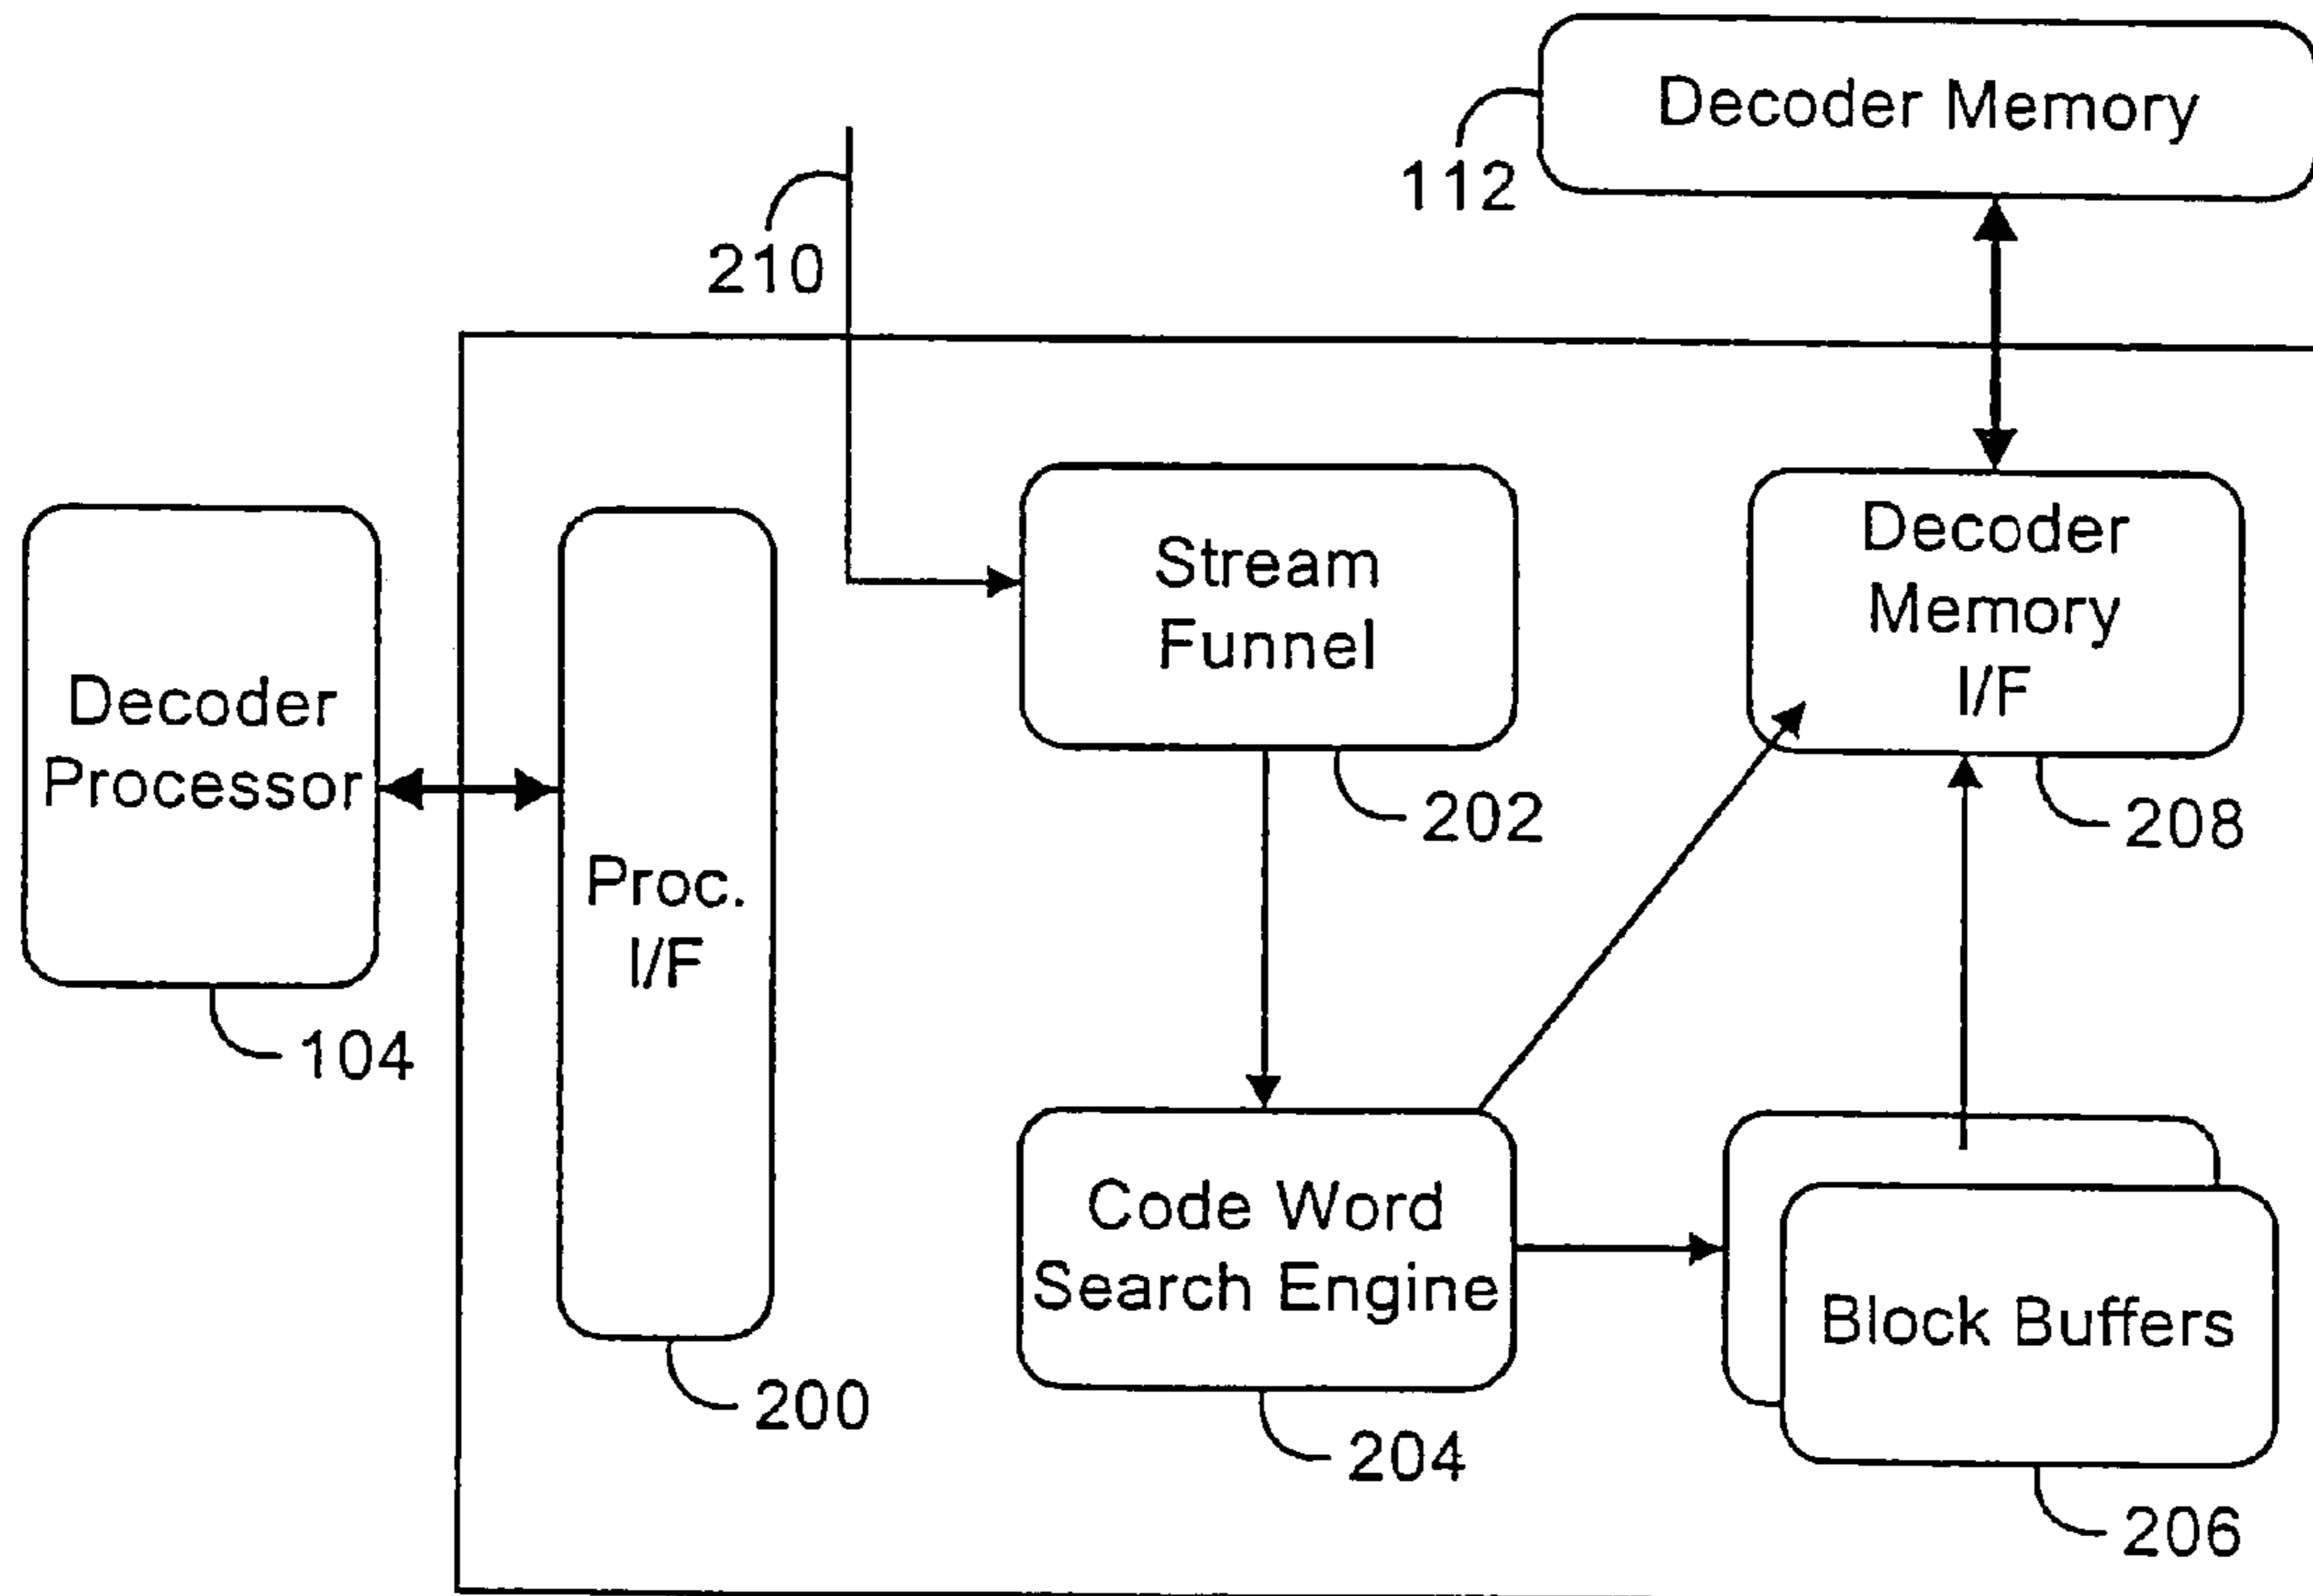 Decoder Memory
112
210
Decoder
Processor
104
Proc.
I/F
200
Stream
Funnel
202
Decoder
Memory
I/F
208
Code Word
Search Engine
204
Block Buffers
206